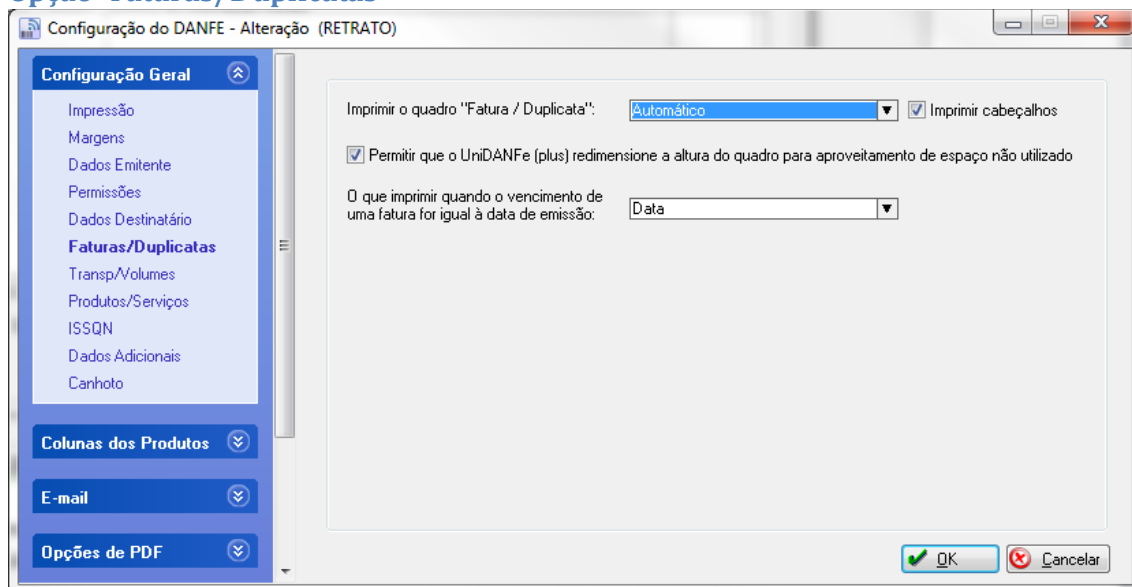 Opção "Faturas/Duplicatas"
Configuração do DANFE - Alteração (RETRATO)
Configuração Geral
Impressão
Margens
Dados Emitente
Permissões
Dados Destinatário
Faturas/Duplicatas
Transp/Volumes
Produtos/Serviços
ISSQN
Dados Adicionais
Canhoto
Colunas dos Produtos
E-mail
Opções de PDF
Imprimir o quadro "Fatura / Duplicata": Automático Imprimir cabeçalhos
Permitir que o UniDANFe (plus) redimensione a altura do quadro para aproveitamento de espaço não utilizado
O que imprimir quando o vencimento de
uma fatura for igual à data de emissão: Data
OK Cancelar